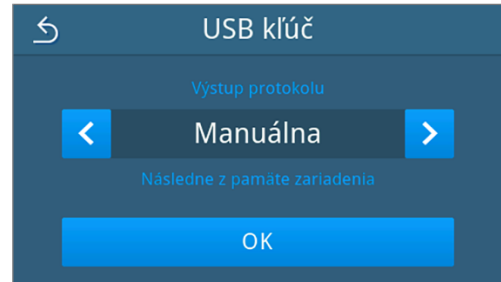 USB kľúč
Výstup protokolu
Manuálna
Následne z pamäte zariadenia
OK